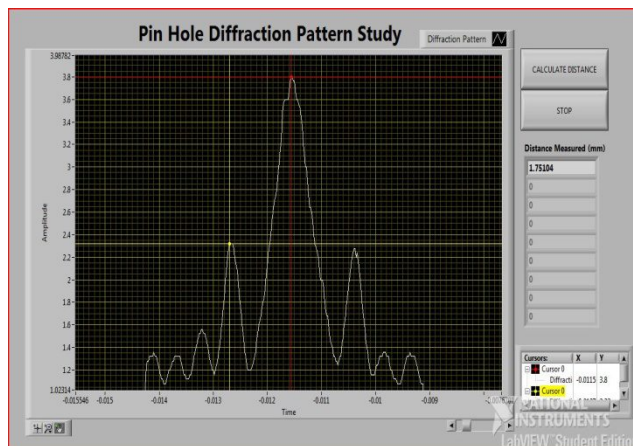 Pin Hole Diffraction Pattern Study
Diffraction Pattern
3.98782
3.8
3.6
3.4
3.2
3
2.8
2.6
2.4
2.2
2
1.8
1.6
1.4
1.2
1.02314
Amplitude
-0.015546
-0.015
-0.014
-0.013
-0.012
-0.011
-0.01
-0.009
Time
CALCULATE DISTANCE
STOP
Distance Measured (mm)
1.75104
0
0
0
0
0
0
0
0
Cursors: X Y
Cursor 0
Diffracti -0.0115 3.8
Cursor 0
NATIONAL
INSTRUMENTS
LabVIEW Student Editio